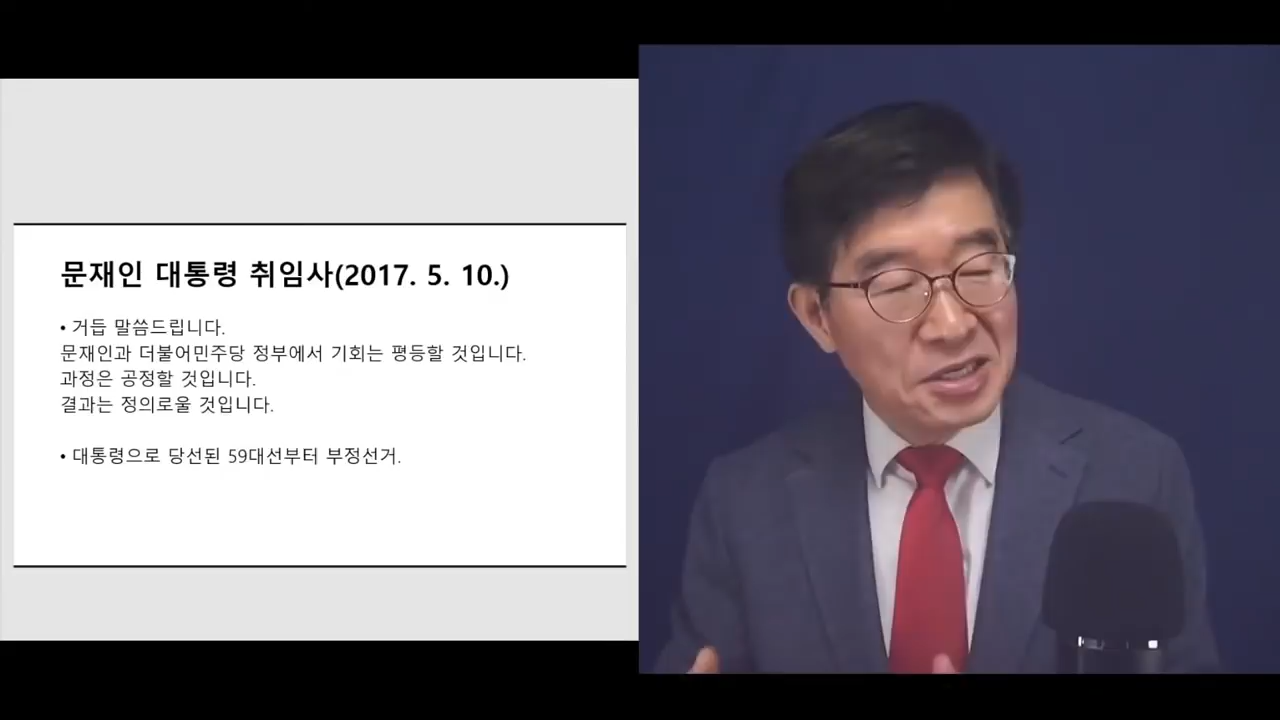 문재인 대통령 취임사(2017. 5. 10.)
• 거듭 말씀드립니다.
문재인과 더불어민주당 정부에서 기회는 평등할 것입니다.
과정은 공정할 것입니다.
결과는 정의로울 것입니다.
• 대통령으로 당선된 59대선부터 부정선거.